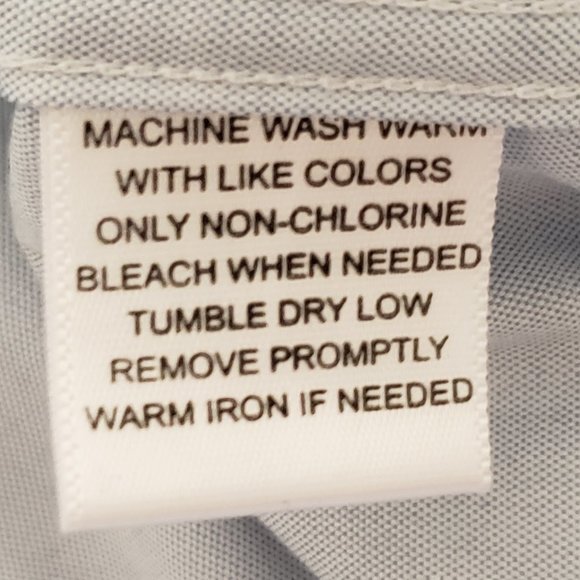 MACHINE WASH WARM
WITH LIKE COLORS
ONLY NON-CHLORINE
BLEACH WHEN NEEDED
TUMBLE DRY LOW
REMOVE PROMPTLY
WARM IRON IF NEEDED